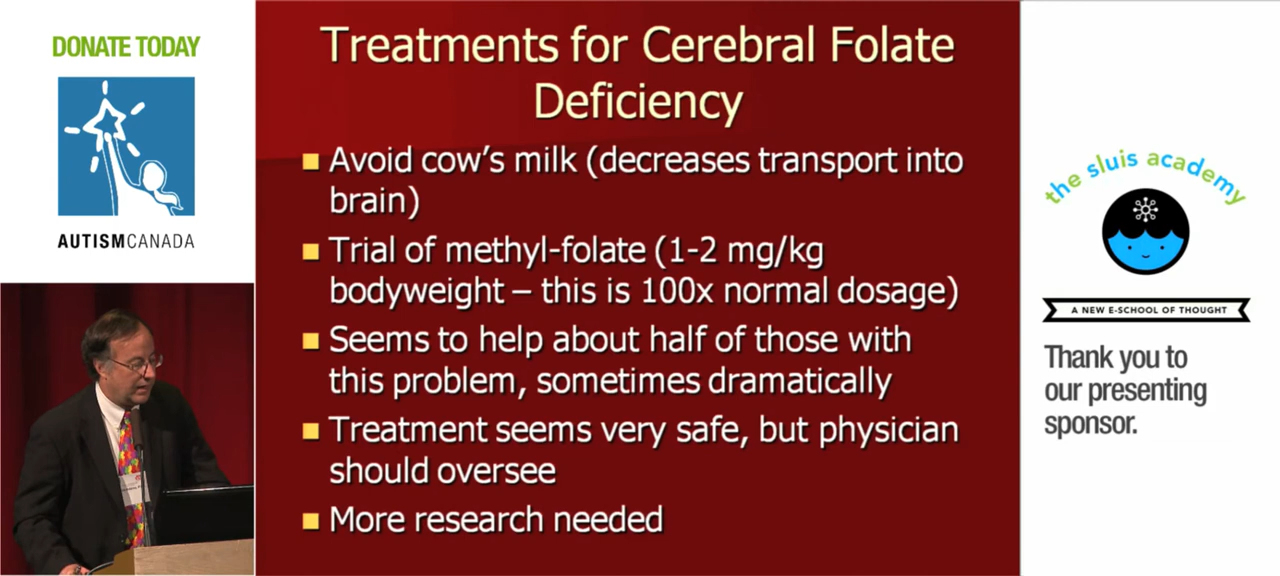 DONATE TODAY
AUTISMCANADA
Treatments for Cerebral Folate
Deficiency
Avoid cow's milk (decreases transport into
brain)
Trial of methyl-folate (1-2 mg/kg
bodyweight – this is 100x normal dosage)
Seems to help about half of those with
this problem, sometimes dramatically
Treatment seems very safe, but physician
should oversee
More research needed
the sluis academy
A NEW E-SCHOOL OF THOUGHT
Thank you to
our presenting
sponsor.